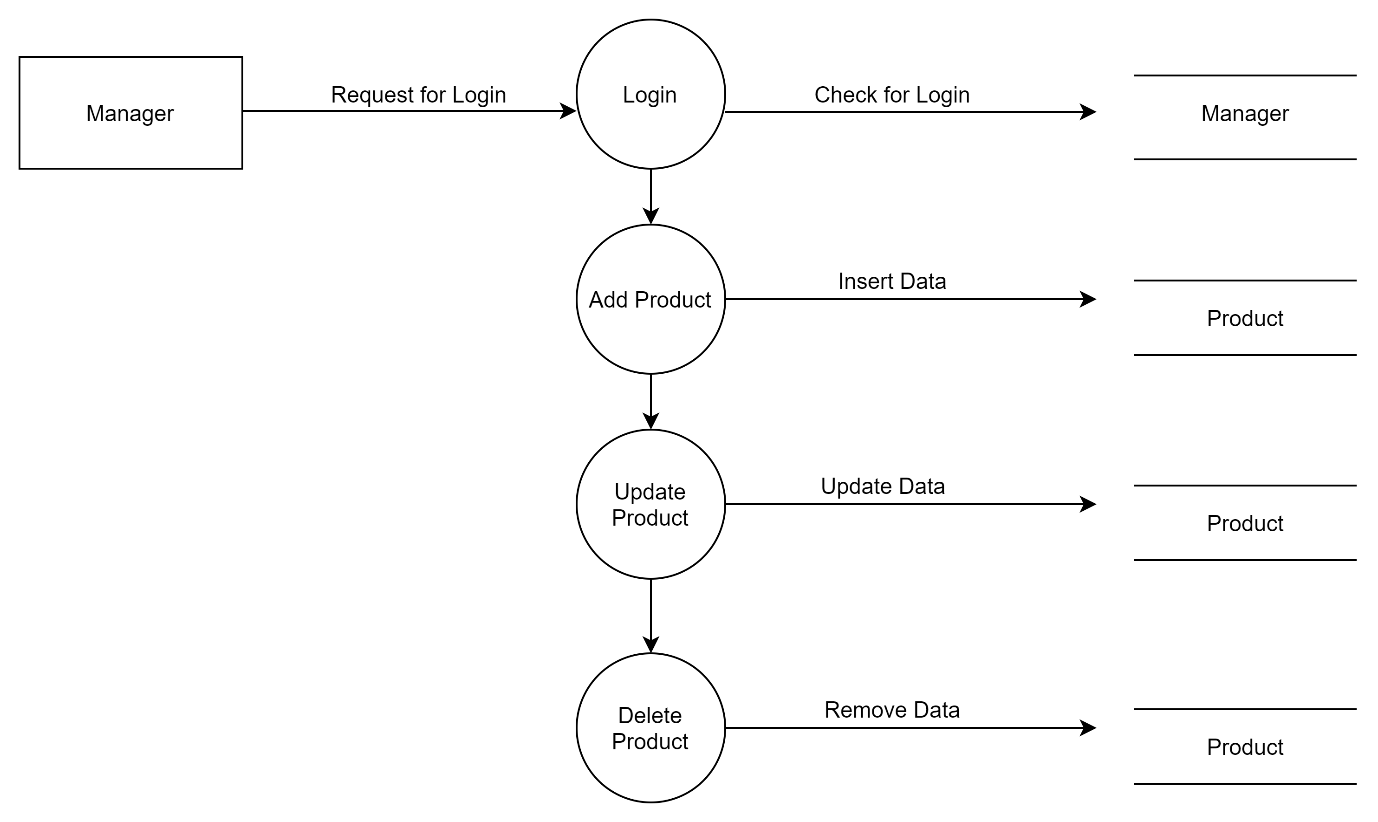 Manager
Request for Login
Login
Check for Login
Manager
Add Product
Insert Data
Product
Update
Product
Update Data
Product
Delete
Product
Remove Data
Product